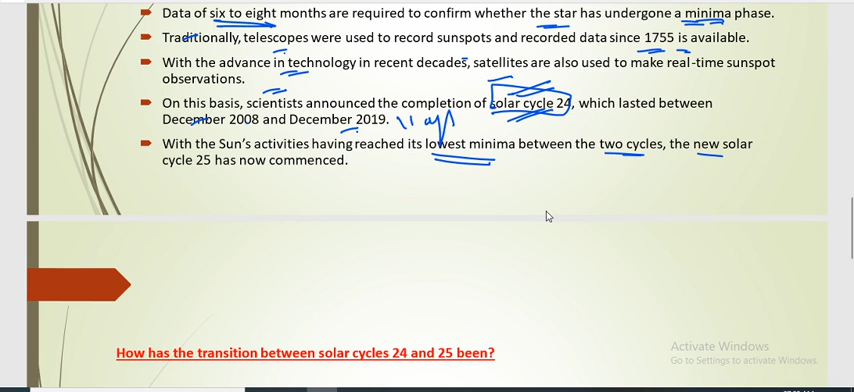 Data of six to eight months are required to confirm whether the star has undergone a minima phase.
Traditionally, telescopes were used to record sunspots and recorded data since 1755 is available.
With the advance in technology in recent decades, satellites are also used to make real-time sunspot
observations.
On this basis, scientists announced the completion of solar cycle 24, which lasted between
December 2008 and December 2019. 11
With the Sun's activities having reached its lowest minima between the two cycles, the new solar
cycle 25 has now commenced.
How has the transition between solar cycles 24 and 25 been?
Activate Windows
Go to Settings to activate Windows.